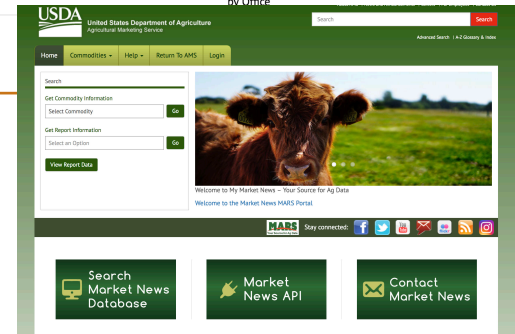 by Office
USDA
United States Department of Agriculture
Agricultural Marketing Service
Search
Search
Advanced Search | A-Z Glossary & Index
Home
Commodities
Help
Return To AMS
Login
Search
Get Commodity Information
Select Commodity
Go
Get Report Information
Select an Option
Go
View Report Data
Welcome to My Market News – Your Source for Ag Data
Welcome to the Market News MARS Portal
MARS
Stay connected:
Search
Market News
Database
Market
News API
Contact
Market News